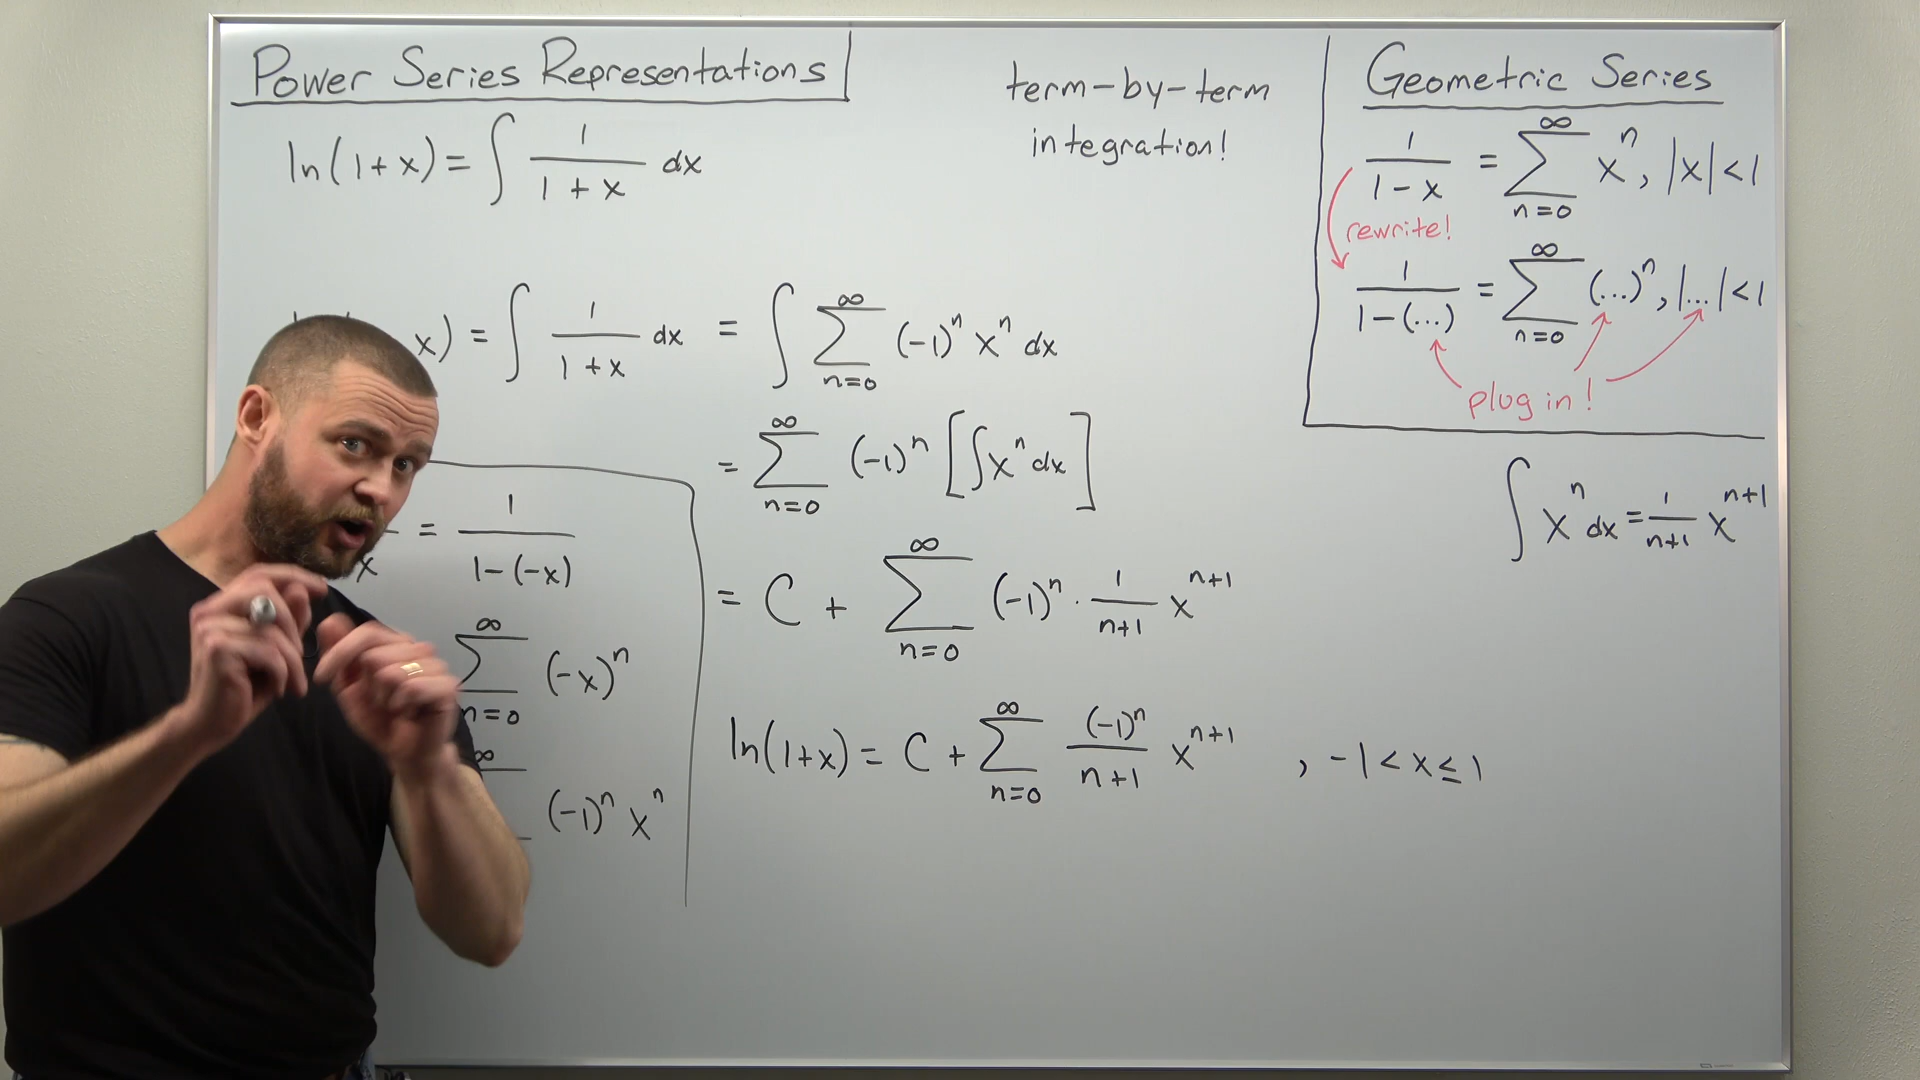 Power Series Representations
ln(1+x) = ∫ 1/(1+x) dx
term-by-term
integration!
Geometric Series
1/(1-x) = ∑_{n=0}^{∞} x^n, |x|<1
rewrite!
1/(1-(...)) = ∑_{n=0}^{∞} (...)^n, |...|<1
plug in!
x) = ∫ 1/(1+x) dx = ∫ ∑_{n=0}^{∞} (-1)^n x^n dx
= ∑_{n=0}^{∞} (-1)^n [∫x^n dx]
∫ x^n dx = 1/(n+1) x^{n+1}
= C + ∑_{n=0}^{∞} (-1)^n · 1/(n+1) x^{n+1}
ln(1+x) = C + ∑_{n=0}^{∞} (-1)^n/(n+1) x^{n+1} , -1 < x ≤ 1
x = 1/(1-(-x))
∑_{n=0}^{∞} (-x)^n
∞ (-1)^n x^n